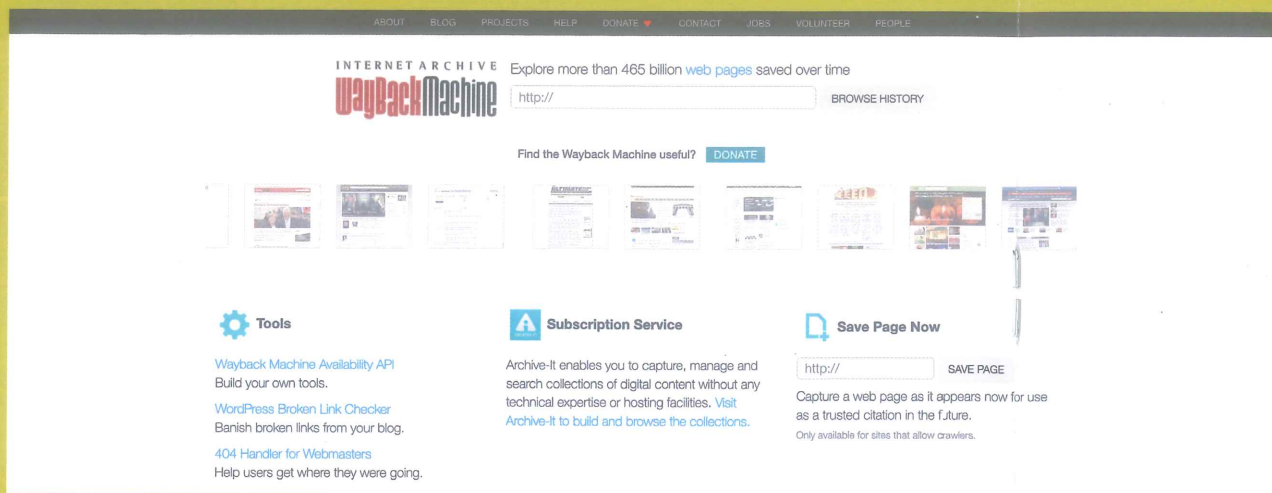 ABOUT BLOG PROJECTS HELP DONATE CONTACT JOBS VOLUNTEER PEOPLE
INTERNET ARCHIVE
WayBackMachine
Explore more than 465 billion web pages saved over time
http://
BROWSE HISTORY
Find the Wayback Machine useful? DONATE
Tools
Wayback Machine Availability API
Build your own tools.
WordPress Broken Link Checker
Banish broken links from your blog.
404 Handler for Webmasters
Help users get where they were going.
Subscription Service
Archive-It enables you to capture, manage and
search collections of digital content without any
technical expertise or hosting facilities. Visit
Archive-It to build and browse the collections.
Save Page Now
http://
SAVE PAGE
Capture a web page as it appears now for use
as a trusted citation in the future.
Only available for sites that allow crawlers.